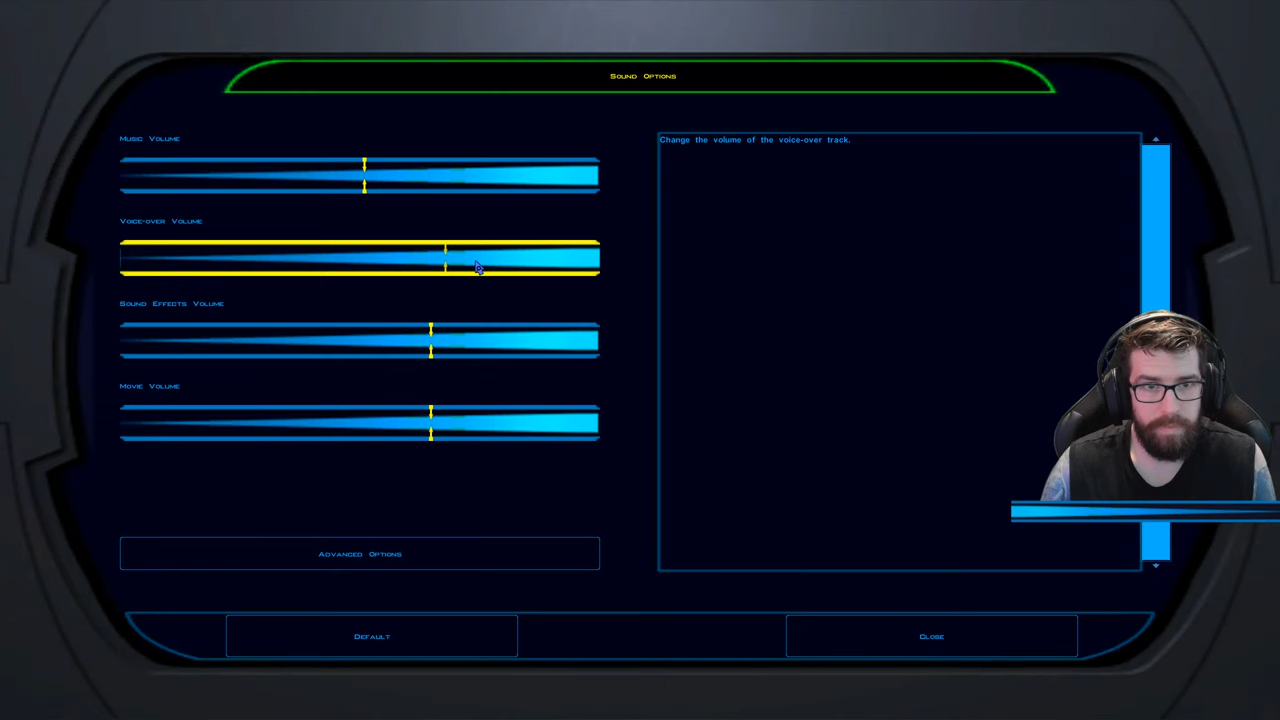 Sound Options
Music Volume
Change the volume of the voice-over track.
Voice-over Volume
Sound Effects Volume
Movie Volume
Advanced Options
Default
Close